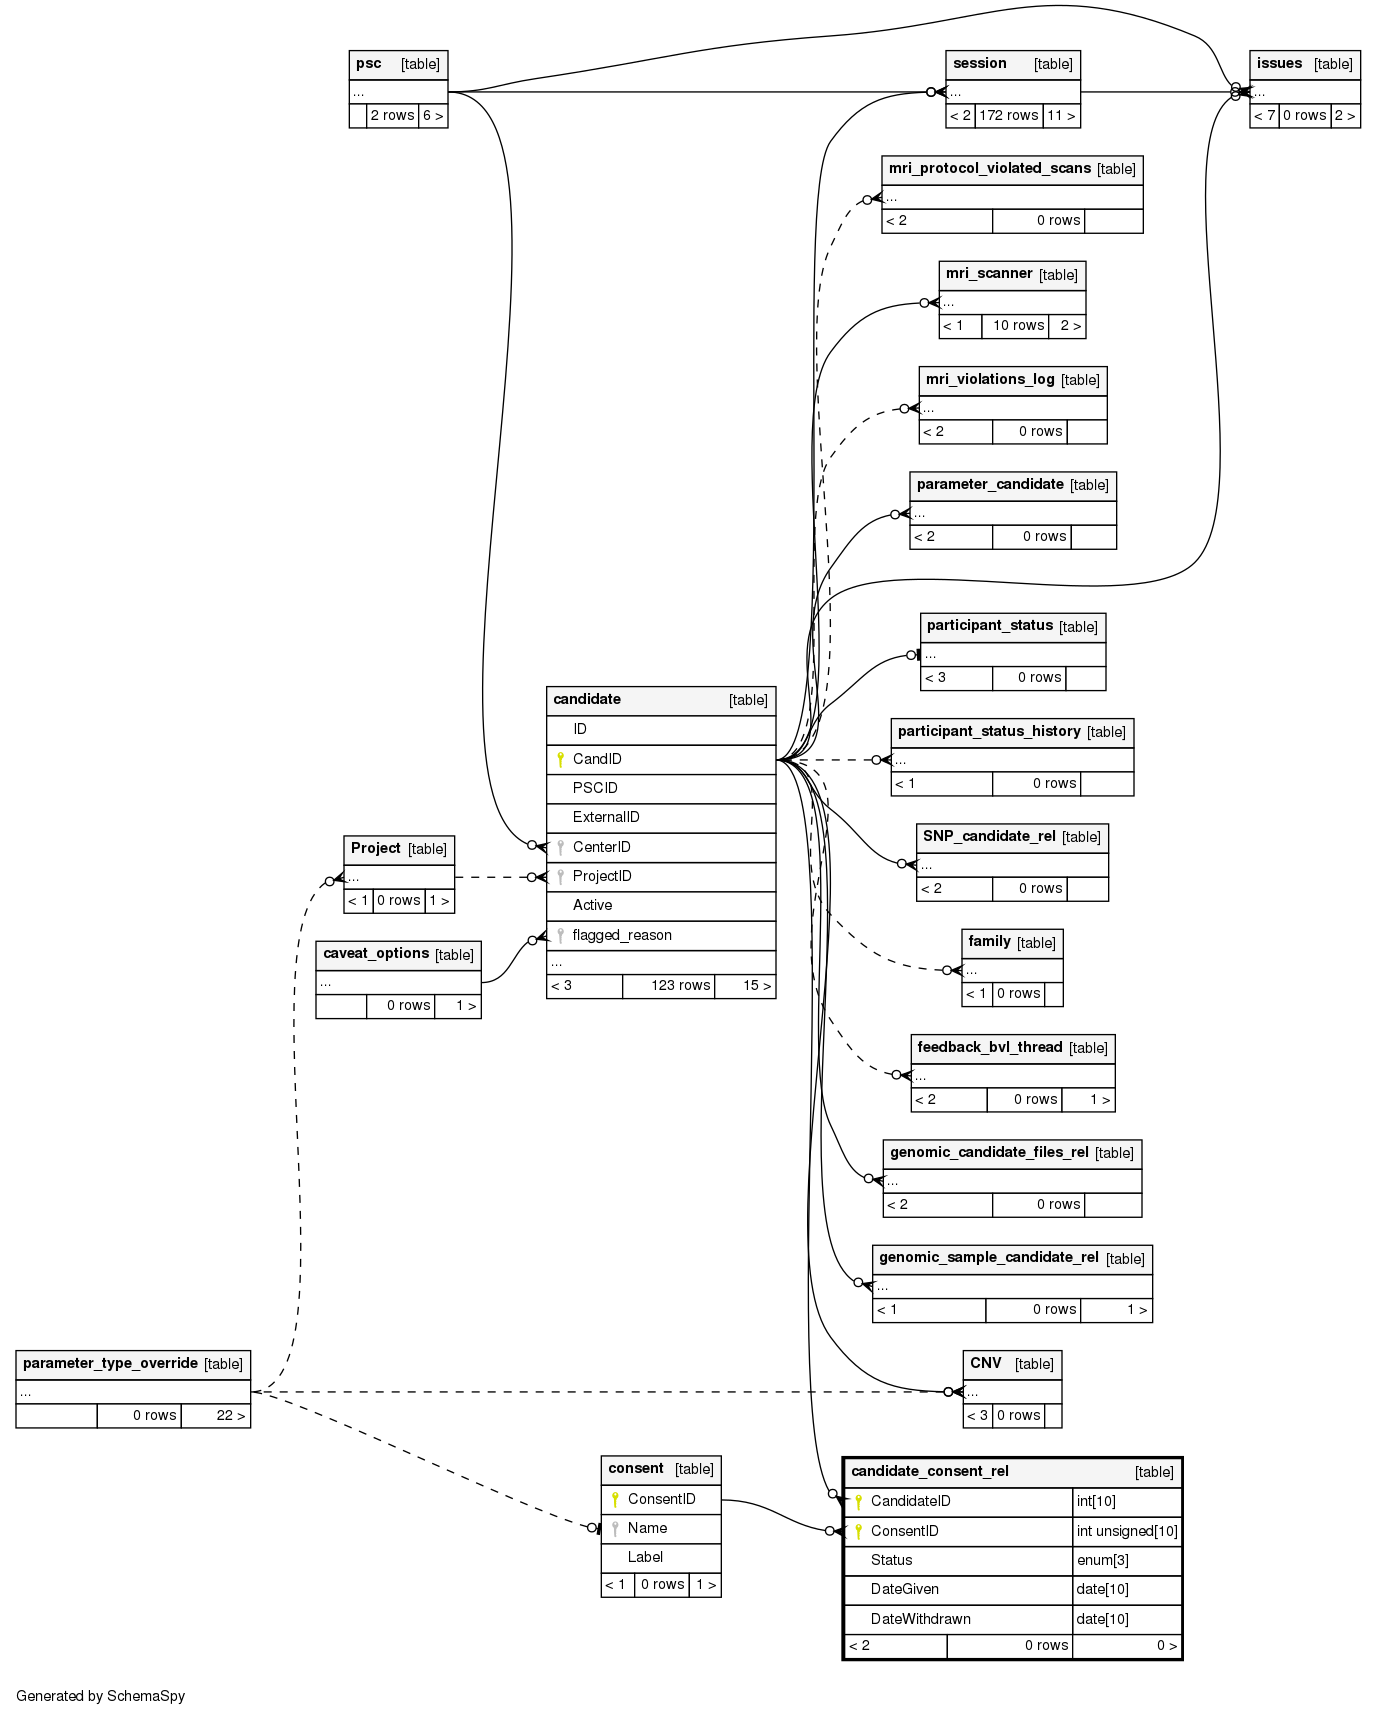 psc [table]
...
2 rows 6 >
session [table]
...
< 2 172 rows 11 >
issues [table]
...
< 7 0 rows 2 >
mri_protocol_violated_scans [table]
...
< 2 0 rows
mri_scanner [table]
...
< 1 10 rows 2 >
mri_violations_log [table]
...
< 2 0 rows
parameter_candidate [table]
...
< 2 0 rows
participant_status [table]
...
< 3 0 rows
candidate [table]
ID
CandID
PSCID
ExternalID
CenterID
ProjectID
Active
flagged_reason
...
< 3 123 rows 15 >
participant_status_history [table]
...
< 1 0 rows
SNP_candidate_rel [table]
...
< 2 0 rows
Project [table]
...
< 1 0 rows 1 >
caveat_options [table]
...
0 rows 1 >
family [table]
...
< 1 0 rows
feedback_bvl_thread [table]
...
< 2 0 rows 1 >
genomic_candidate_files_rel [table]
...
< 2 0 rows
genomic_sample_candidate_rel [table]
...
< 1 0 rows 1 >
parameter_type_override [table]
...
0 rows 22 >
CNV [table]
...
< 3 0 rows
consent [table]
ConsentID
Name
Label
< 1 0 rows 1 >
candidate_consent_rel [table]
CandidateID int[10]
ConsentID int unsigned[10]
Status enum[3]
DateGiven date[10]
DateWithdrawn date[10]
< 2 0 rows 0 >
Generated by SchemaSpy